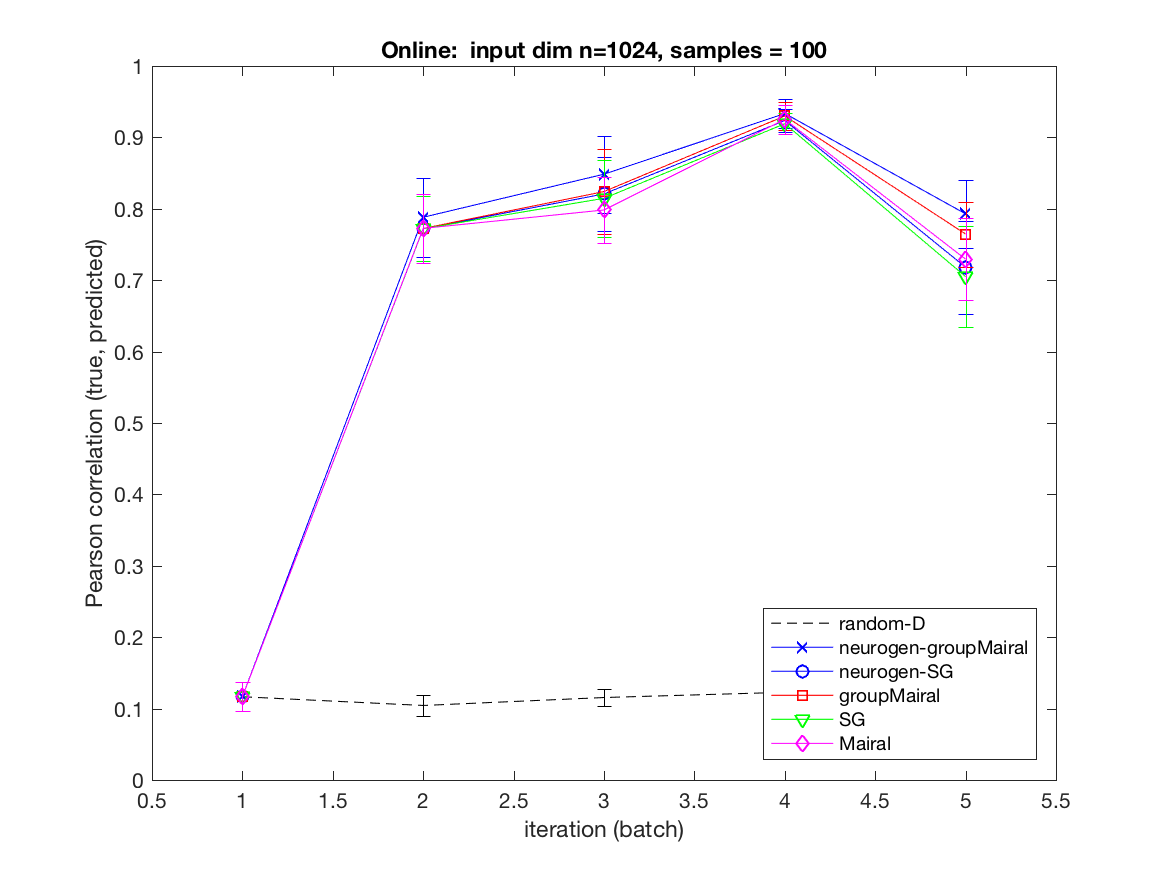 Online:  input dim n=1024, samples = 100
Pearson correlation (true, predicted)
1
0.9
0.8
0.7
0.6
0.5
0.4
0.3
0.2
0.1
0
random-D
neurogen-groupMairal
neurogen-SG
groupMairal
SG
Mairal
0.5 1 1.5 2 2.5 3 3.5 4 4.5 5 5.5
iteration (batch)